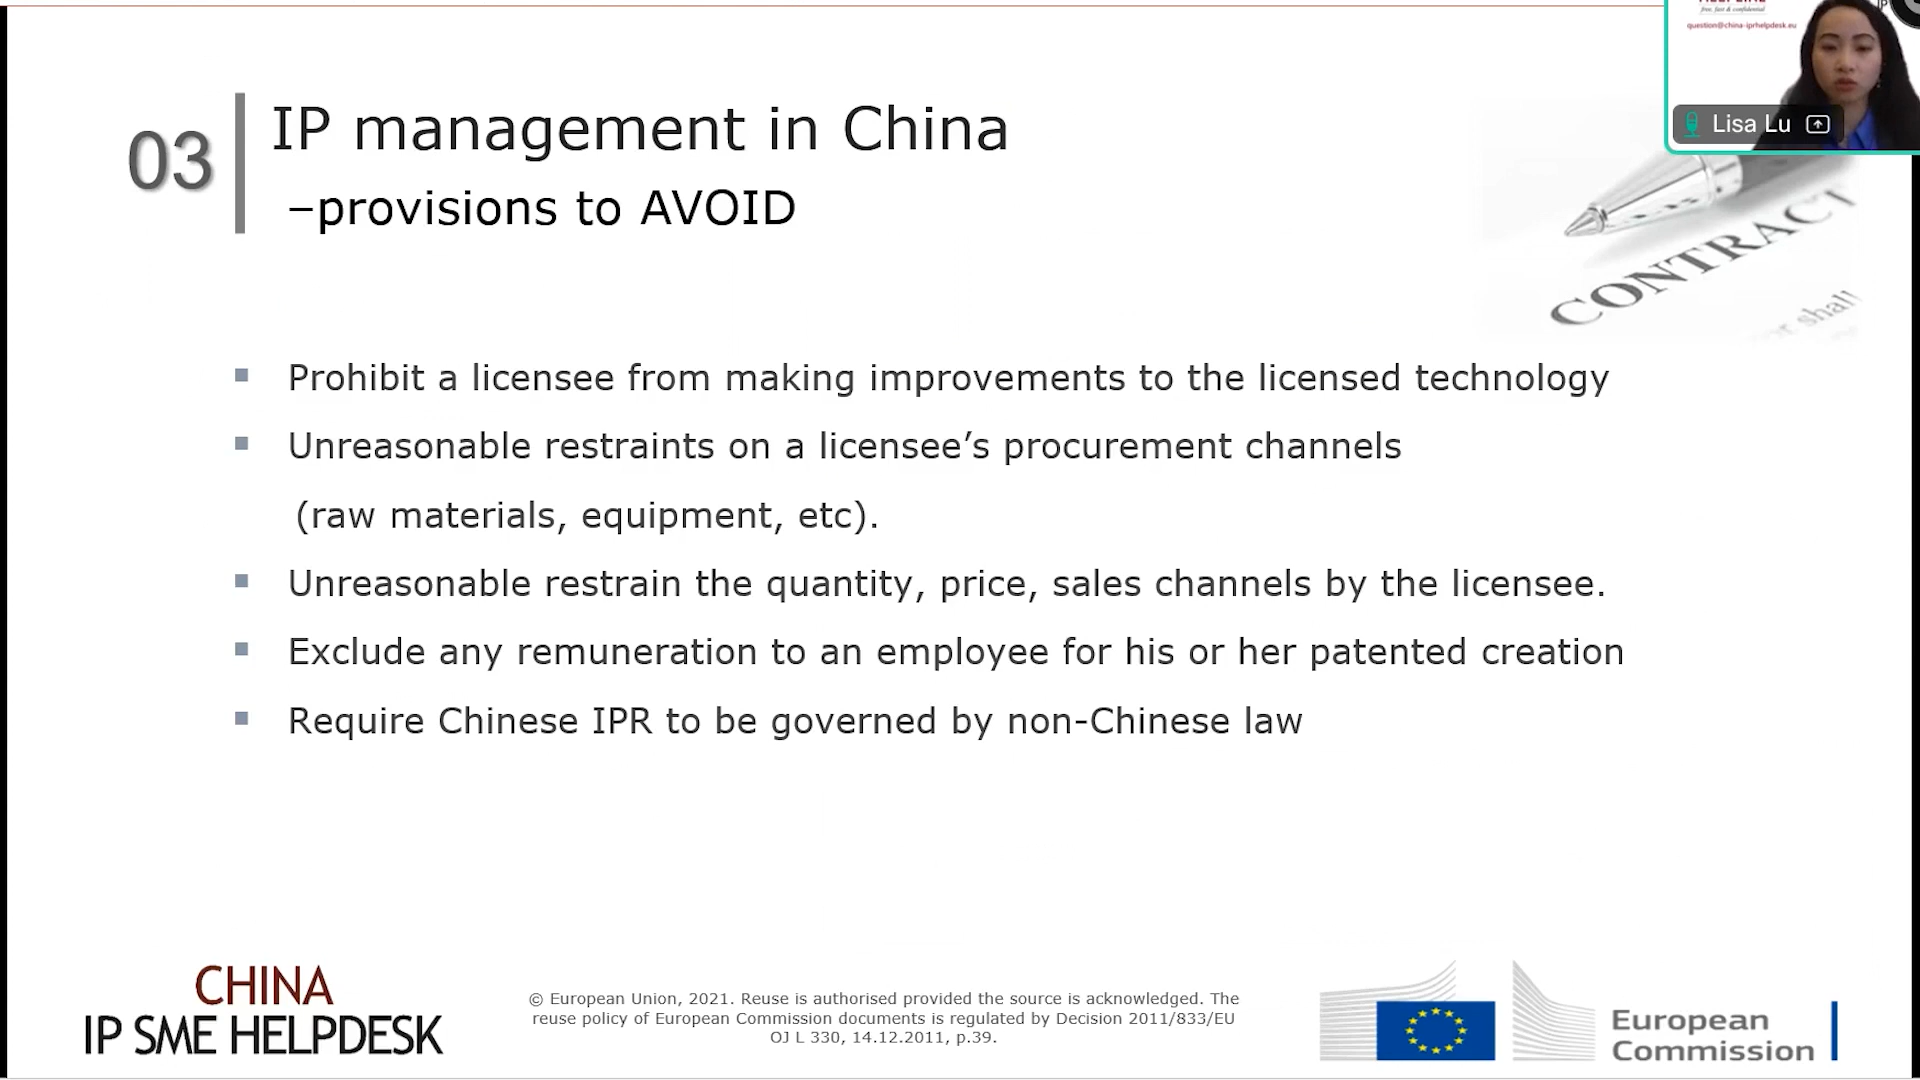 free, fast & confidential
question@china-iprhelpdesk.eu
IP
Lisa Lu
03
IP management in China
–provisions to AVOID
CONTRACT
shall
▪ Prohibit a licensee from making improvements to the licensed technology
▪ Unreasonable restraints on a licensee’s procurement channels
(raw materials, equipment, etc).
▪ Unreasonable restrain the quantity, price, sales channels by the licensee.
▪ Exclude any remuneration to an employee for his or her patented creation
▪ Require Chinese IPR to be governed by non-Chinese law
CHINA
IP SME HELPDESK
© European Union, 2021. Reuse is authorised provided the source is acknowledged. The
reuse policy of European Commission documents is regulated by Decision 2011/833/EU
OJ L 330, 14.12.2011, p.39.
European
Commission